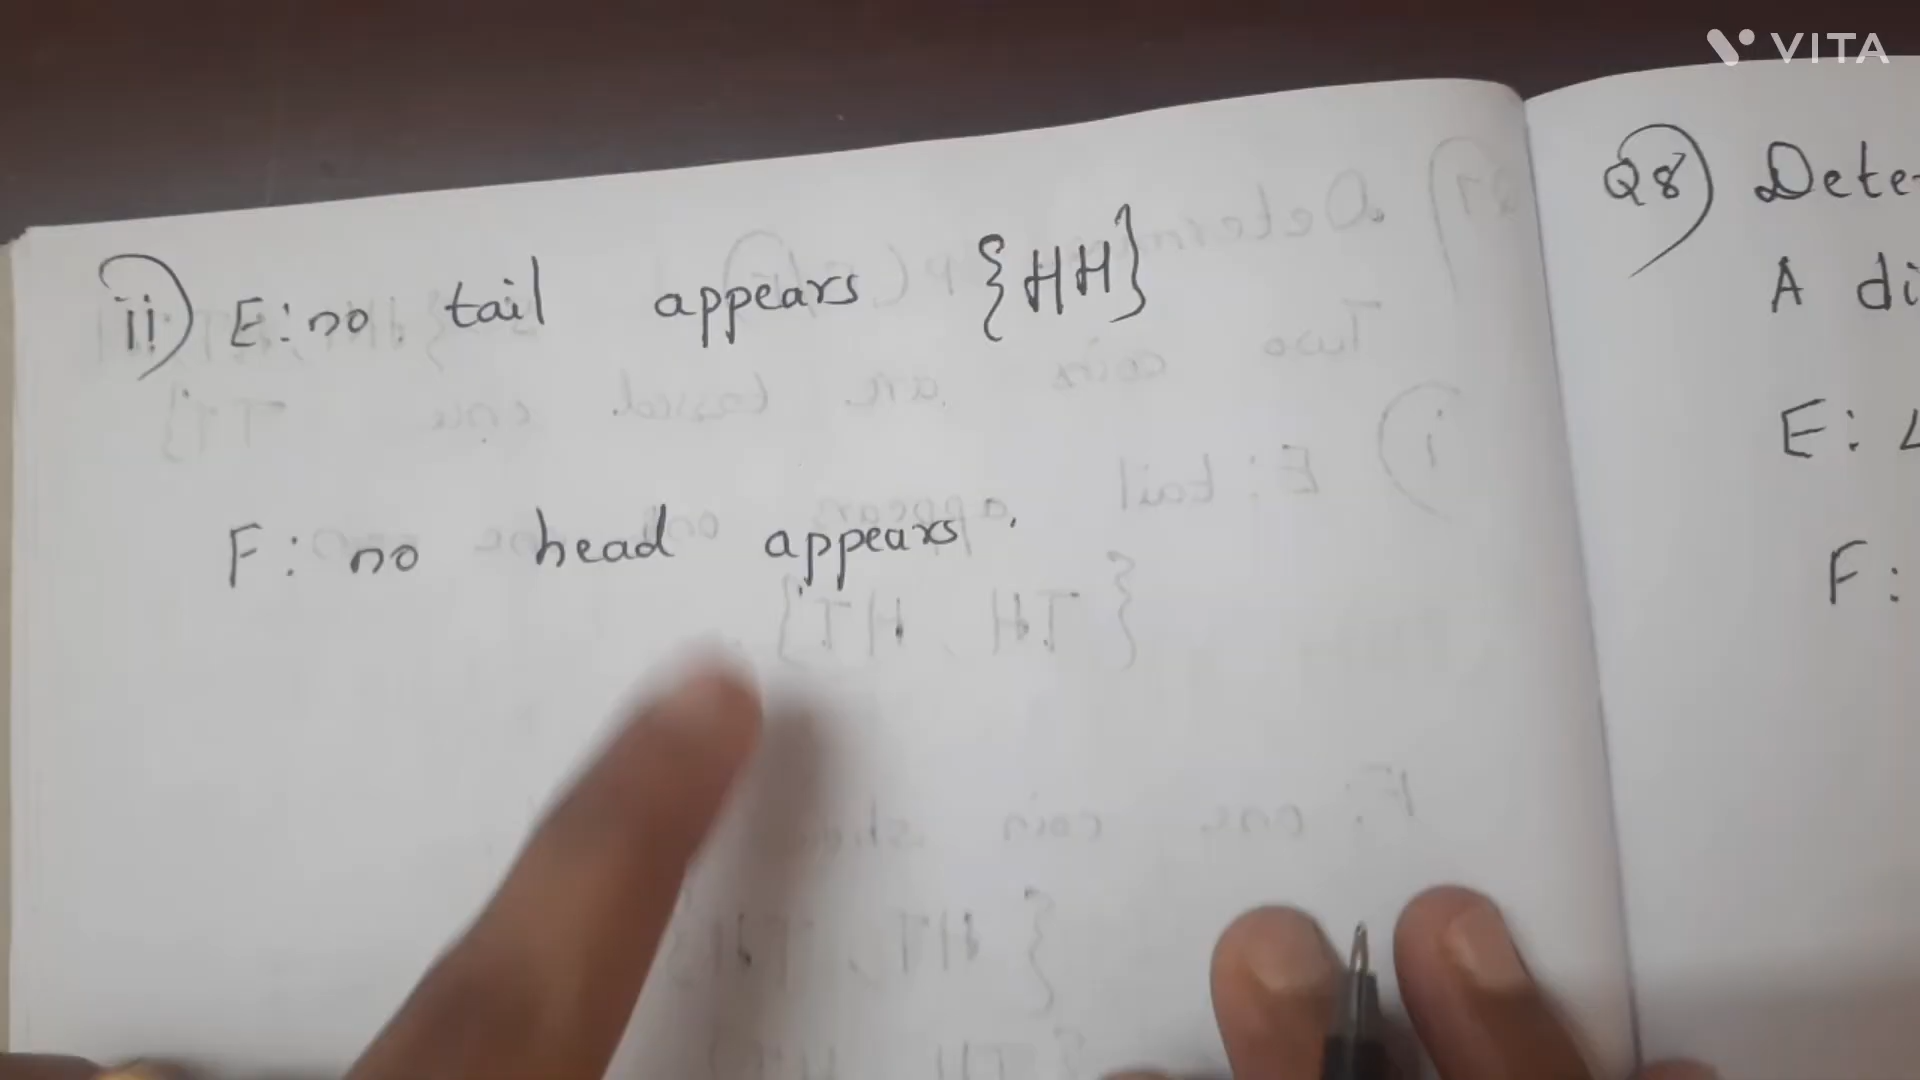 VITA
ii) E: no tail appears {HH}
F: no head appears.
Q8) Dete
A di
E: 
F: